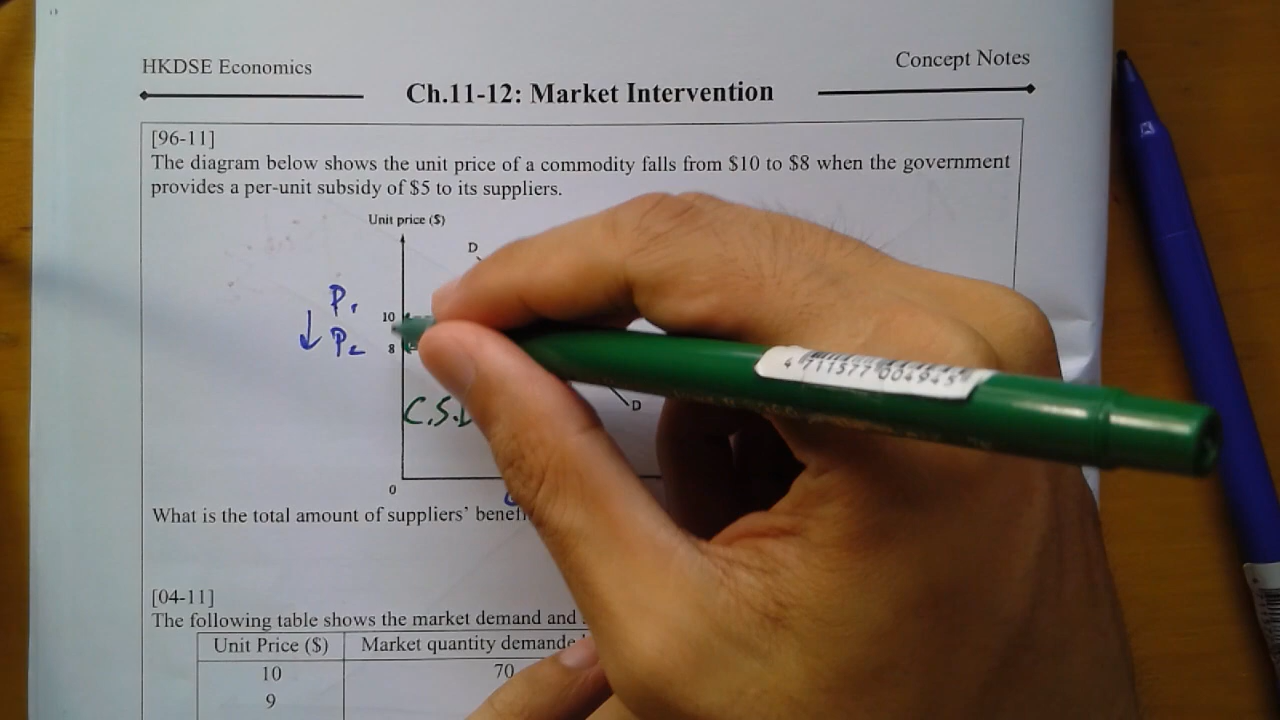 HKDSE Economics
Concept Notes
Ch.11-12: Market Intervention
[96-11]
The diagram below shows the unit price of a commodity falls from $10 to $8 when the government
provides a per-unit subsidy of $5 to its suppliers.
Unit price ($)
D
P1
10
P2
8
4 711577 004945
C.S.
D
0
What is the total amount of suppliers'
[04-11]
The following table shows the market demand and
Unit Price ($)
Market quantity
10
70
9